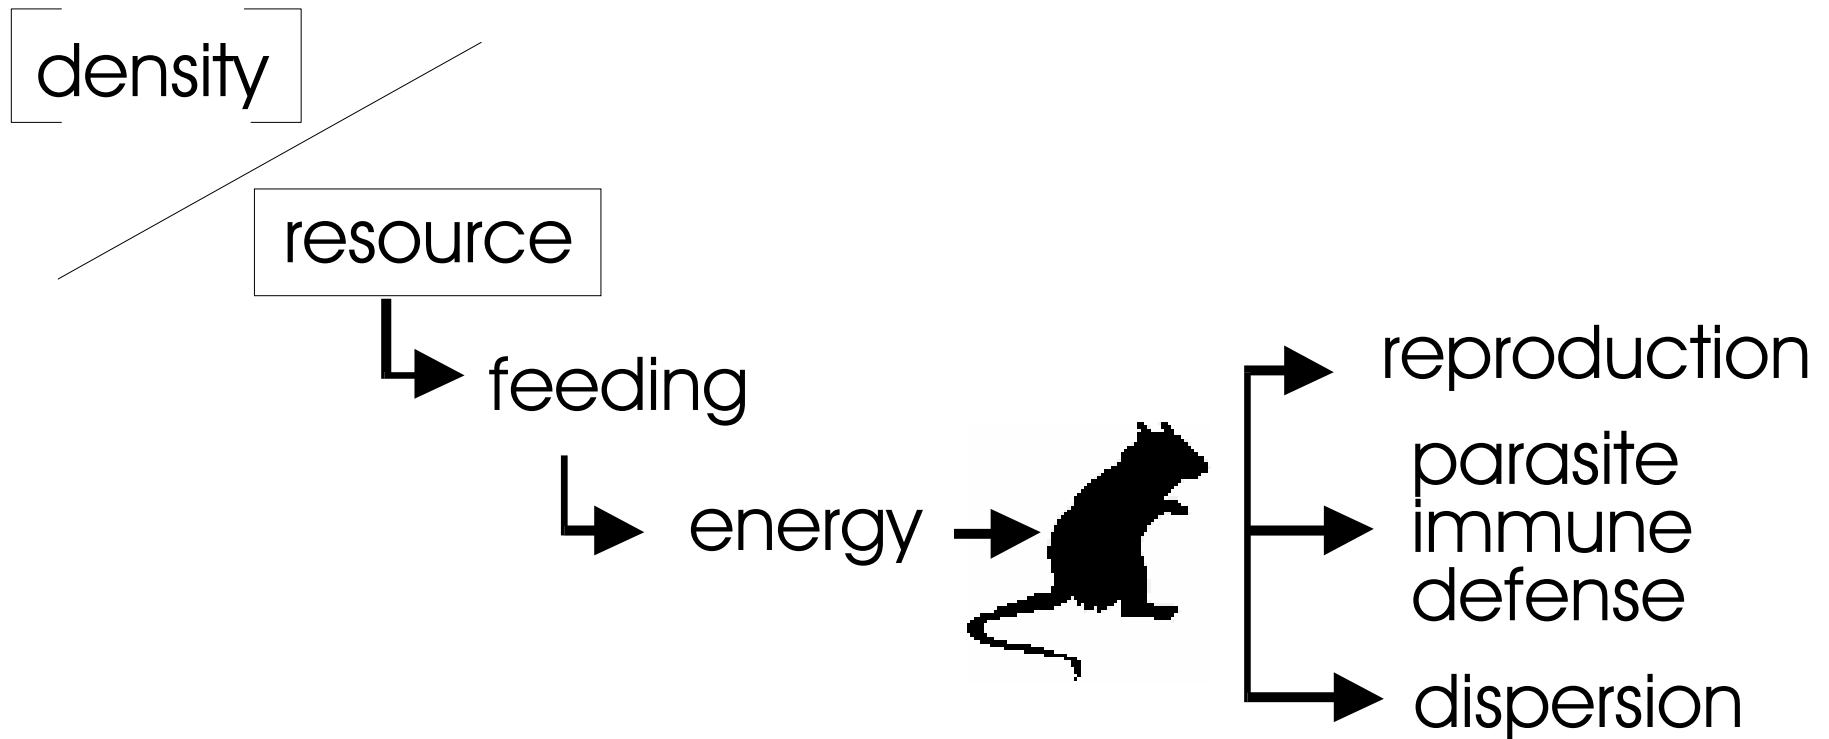 density
resource
feeding
energy
reproduction
parasite
immune
defense
dispersion